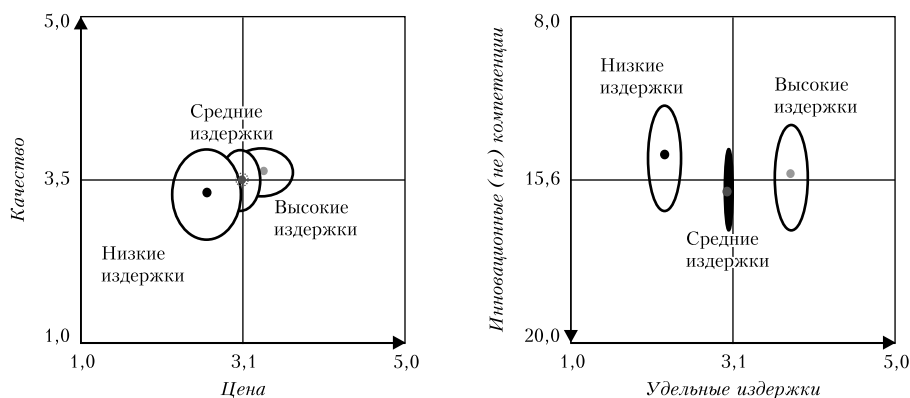 5,0
Качество
Средние
издержки
3,5
Высокие
издержки
Низкие
издержки
1,0
1,0
3,1
5,0
Цена
8,0
Инновационные (не) компетенции
Низкие
издержки
Высокие
издержки
15,6
Средние
издержки
20,0
1,0
3,1
5,0
Удельные издержки